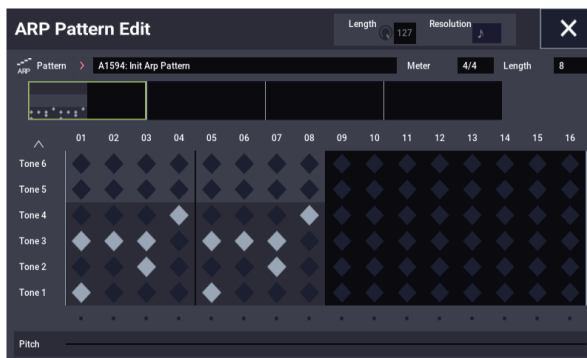 ARP Pattern Edit
Length 127 Resolution
ARP Pattern > A1594: Init Arp Pattern Meter 4/4 Length 8
01 02 03 04 05 06 07 08 09 10 11 12 13 14 15 16
Tone 6
Tone 5
Tone 4
Tone 3
Tone 2
Tone 1
Pitch